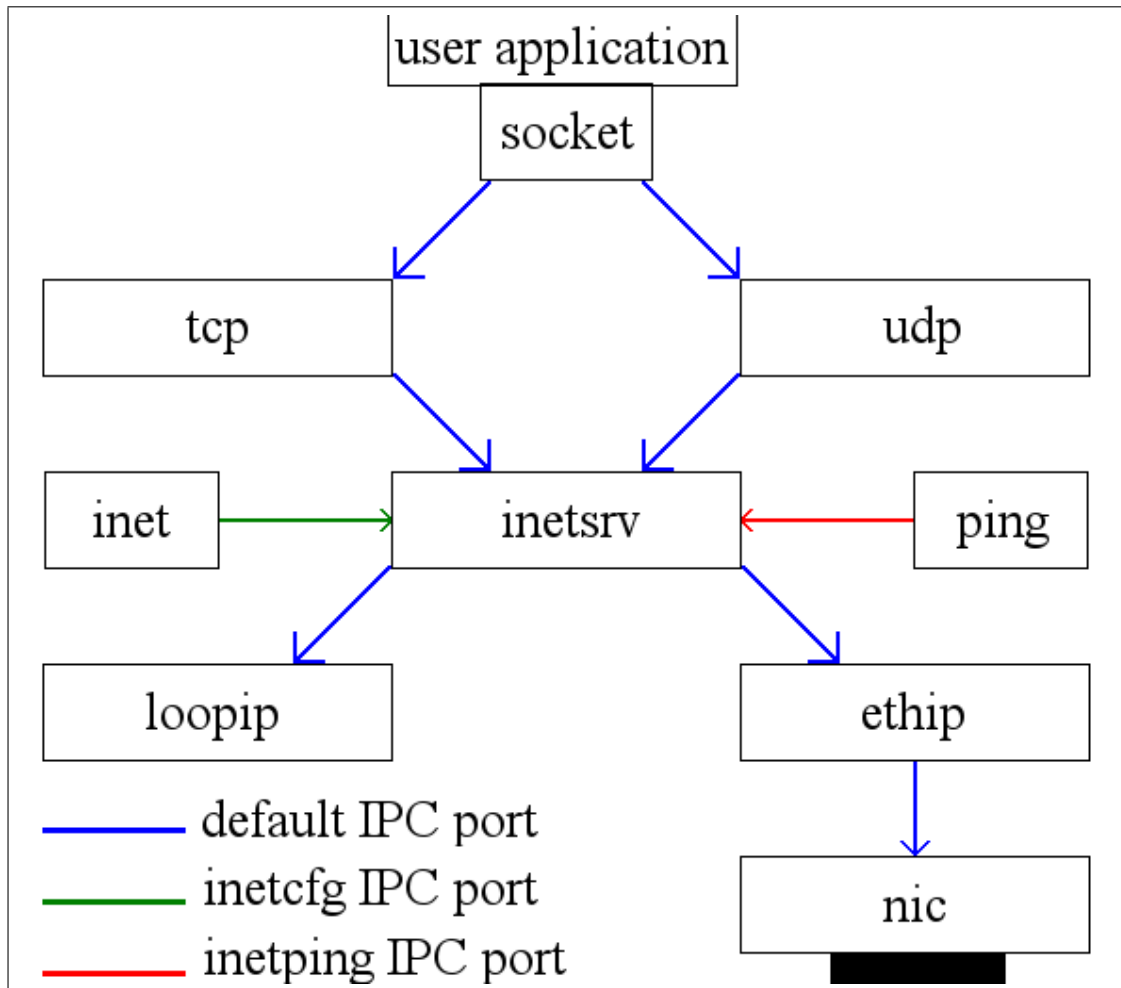 user application
socket
tcp
udp
inet
inetsrv
ping
loopip
ethip
default IPC port
inetcfg IPC port
nic
inetping IPC port